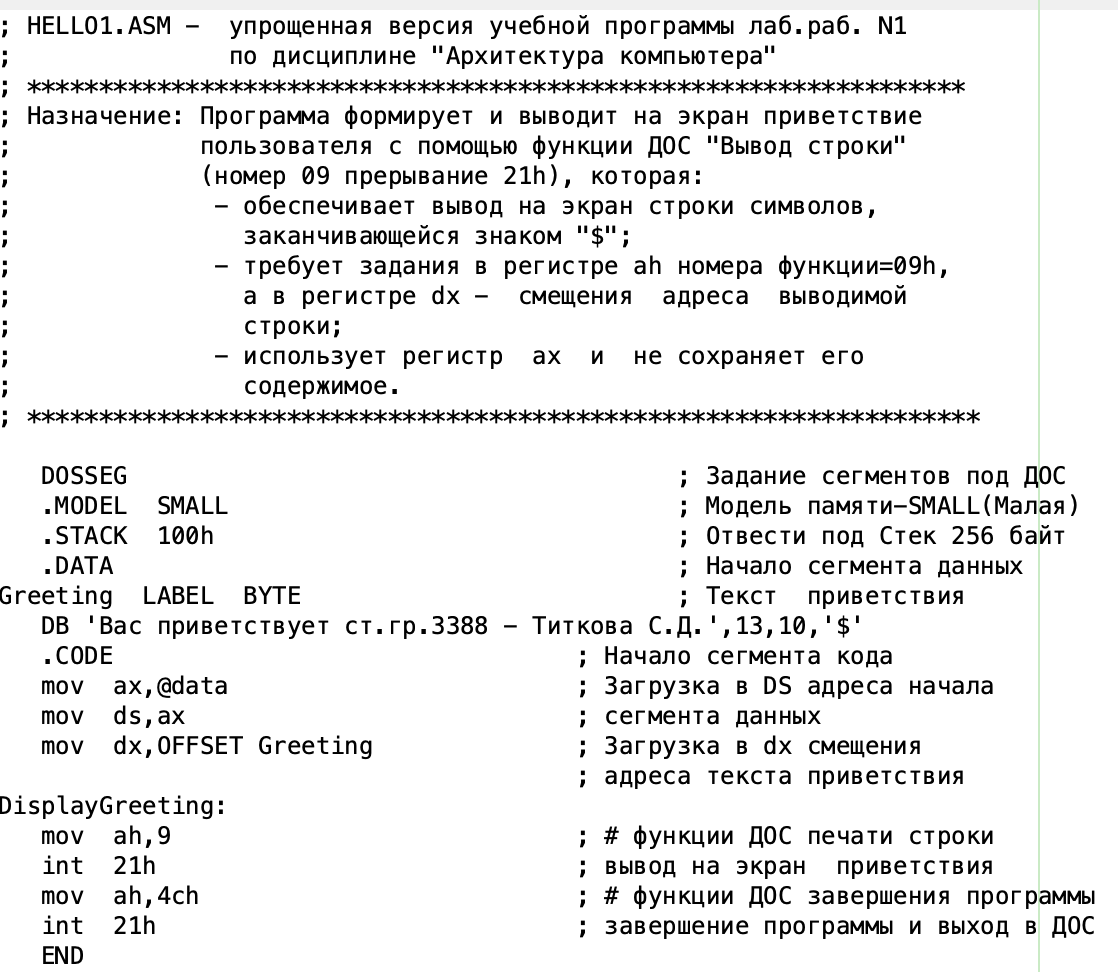 ; HELLO1.ASM –  упрощенная версия учебной программы лаб.раб. N1
;               по дисциплине "Архитектура компьютера"
; *****************************************************************
; Назначение: Программа формирует и выводит на экран приветствие
;             пользователя с помощью функции ДОС "Вывод строки"
;             (номер 09 прерывание 21h), которая:
;              – обеспечивает вывод на экран строки символов,
;                заканчивающейся знаком "$";
;              – требует задания в регистре ah номера функции=09h,
;                а в регистре dx –  смещения  адреса  выводимой
;                строки;
;              – использует регистр  ax  и  не сохраняет его
;                содержимое.
; ******************************************************************
   DOSSEG                                      ; Задание сегментов под ДОС
   .MODEL  SMALL                               ; Модель памяти–SMALL(Малая)
   .STACK  100h                                ; Отвести под Стек 256 байт
   .DATA                                       ; Начало сегмента данных
Greeting  LABEL  BYTE                          ; Текст  приветствия
   DB 'Вас приветствует ст.гр.3388 – Титкова С.Д.',13,10,'$'
   .CODE                                ; Начало сегмента кода
   mov  ax,@data                        ; Загрузка в DS адреса начала
   mov  ds,ax                           ; сегмента данных
   mov  dx,OFFSET Greeting              ; Загрузка в dx смещения
                                        ; адреса текста приветствия
DisplayGreeting:
   mov  ah,9                            ; # функции ДОС печати строки
   int  21h                             ; вывод на экран  приветствия
   mov  ah,4ch                          ; # функции ДОС завершения программы
   int  21h                             ; завершение программы и выход в ДОС
   END